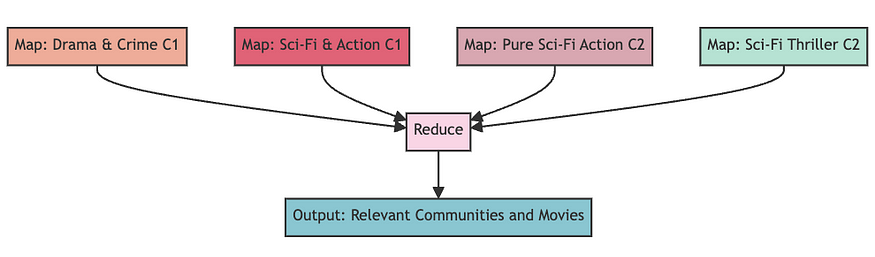 Map: Drama & Crime C1
Map: Sci-Fi & Action C1
Map: Pure Sci-Fi Action C2
Map: Sci-Fi Thriller C2
Reduce
Output: Relevant Communities and Movies